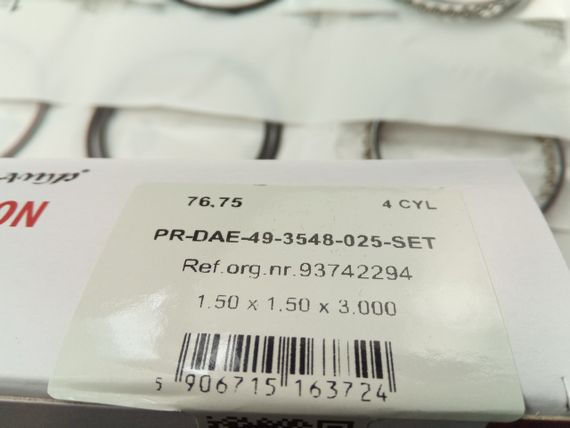 76,75 4 CYL
PR-DAE-49-3548-025-SET
Ref.org.nr.93742294
1.50 x 1.50 x 3.000
5 906715 163724